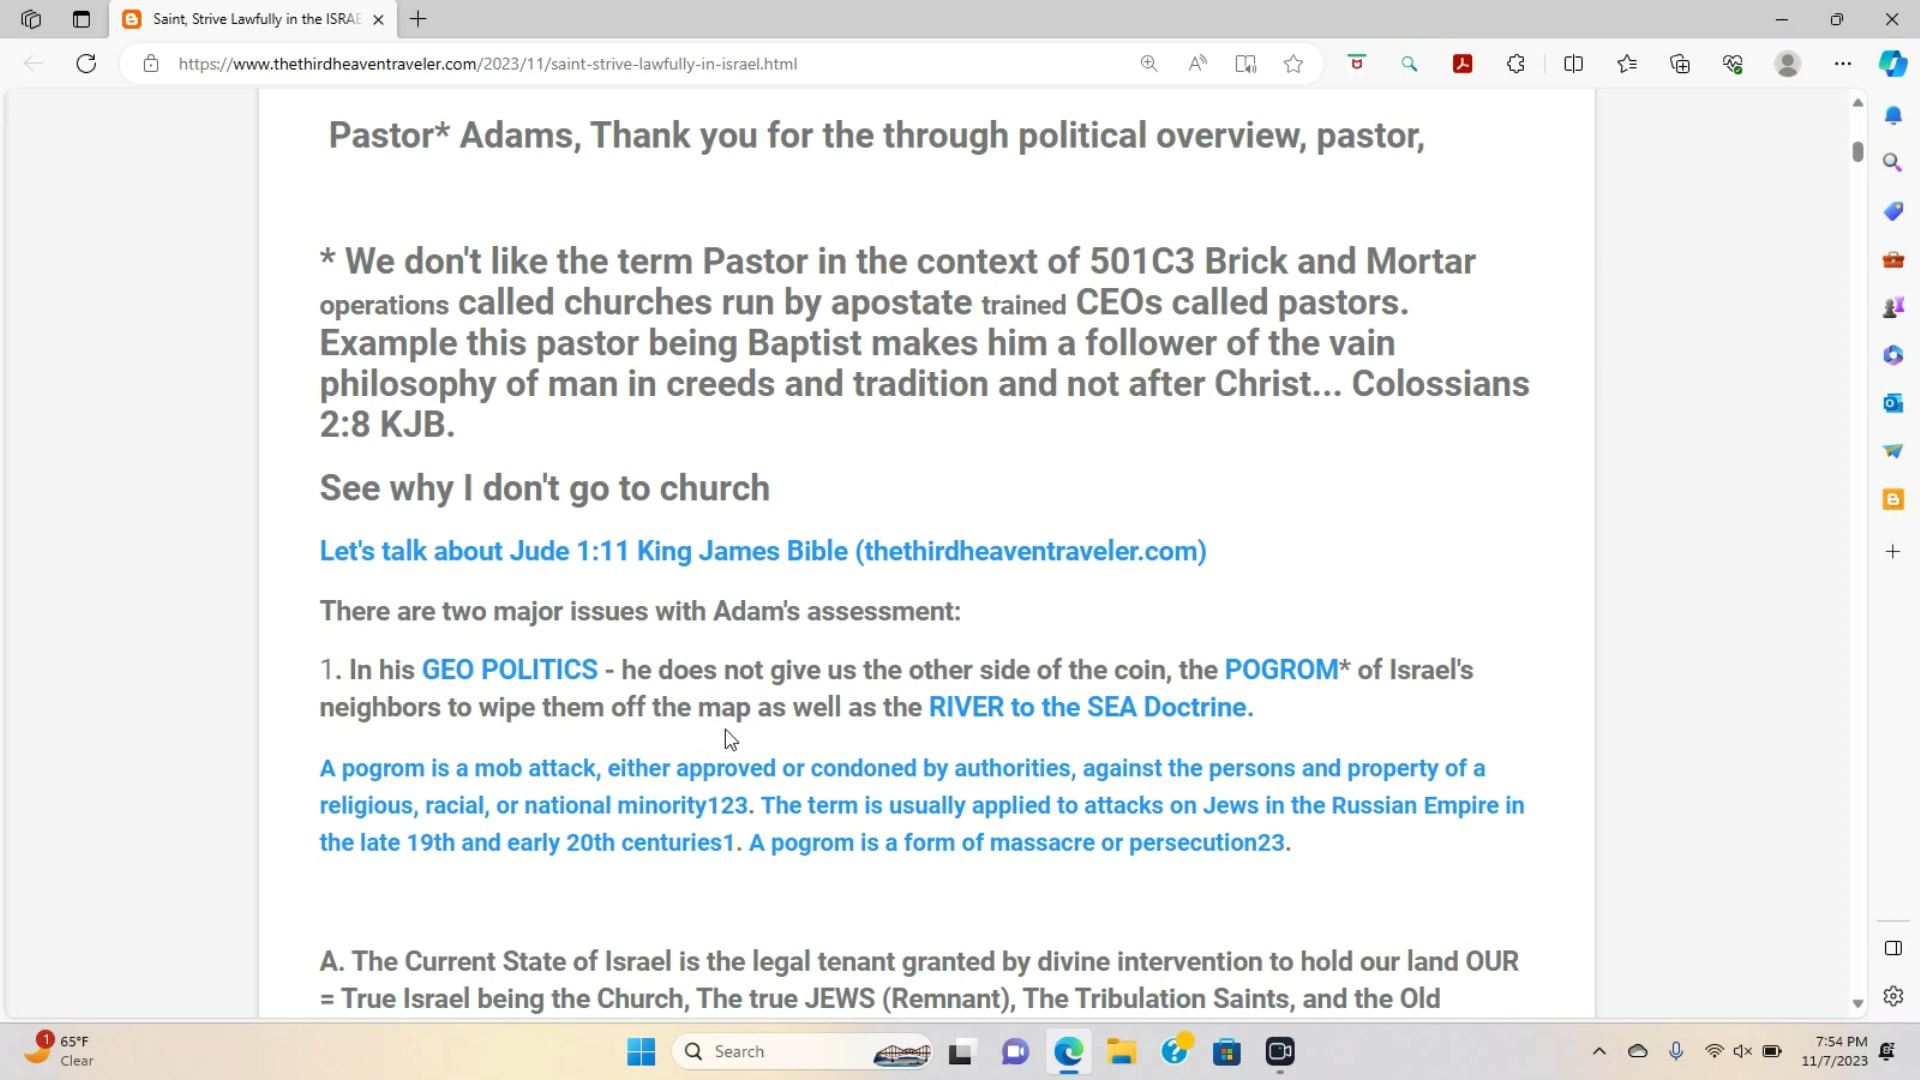 Saint, Strive Lawfully in the ISRAE
https://www.thethirdheaventraveler.com/2023/11/saint-strive-lawfully-in-israel.html
Pastor* Adams, Thank you for the through political overview, pastor,
* We don't like the term Pastor in the context of 501C3 Brick and Mortar
operations called churches run by apostate trained CEOs called pastors.
Example this pastor being Baptist makes him a follower of the vain
philosophy of man in creeds and tradition and not after Christ... Colossians
2:8 KJB.
See why I don't go to church
Let's talk about Jude 1:11 King James Bible (thethirdheaventraveler.com)
There are two major issues with Adam's assessment:
1. In his GEO POLITICS - he does not give us the other side of the coin, the POGROM* of Israel's
neighbors to wipe them off the map as well as the RIVER to the SEA Doctrine.
A pogrom is a mob attack, either approved or condoned by authorities, against the persons and property of a
religious, racial, or national minority123. The term is usually applied to attacks on Jews in the Russian Empire in
the late 19th and early 20th centuries1. A pogrom is a form of massacre or persecution23.
A. The Current State of Israel is the legal tenant granted by divine intervention to hold our land OUR
= True Israel being the Church, The true JEWS (Remnant), The Tribulation Saints, and the Old
1
65°F
Clear
Search
7:54 PM
11/7/2023